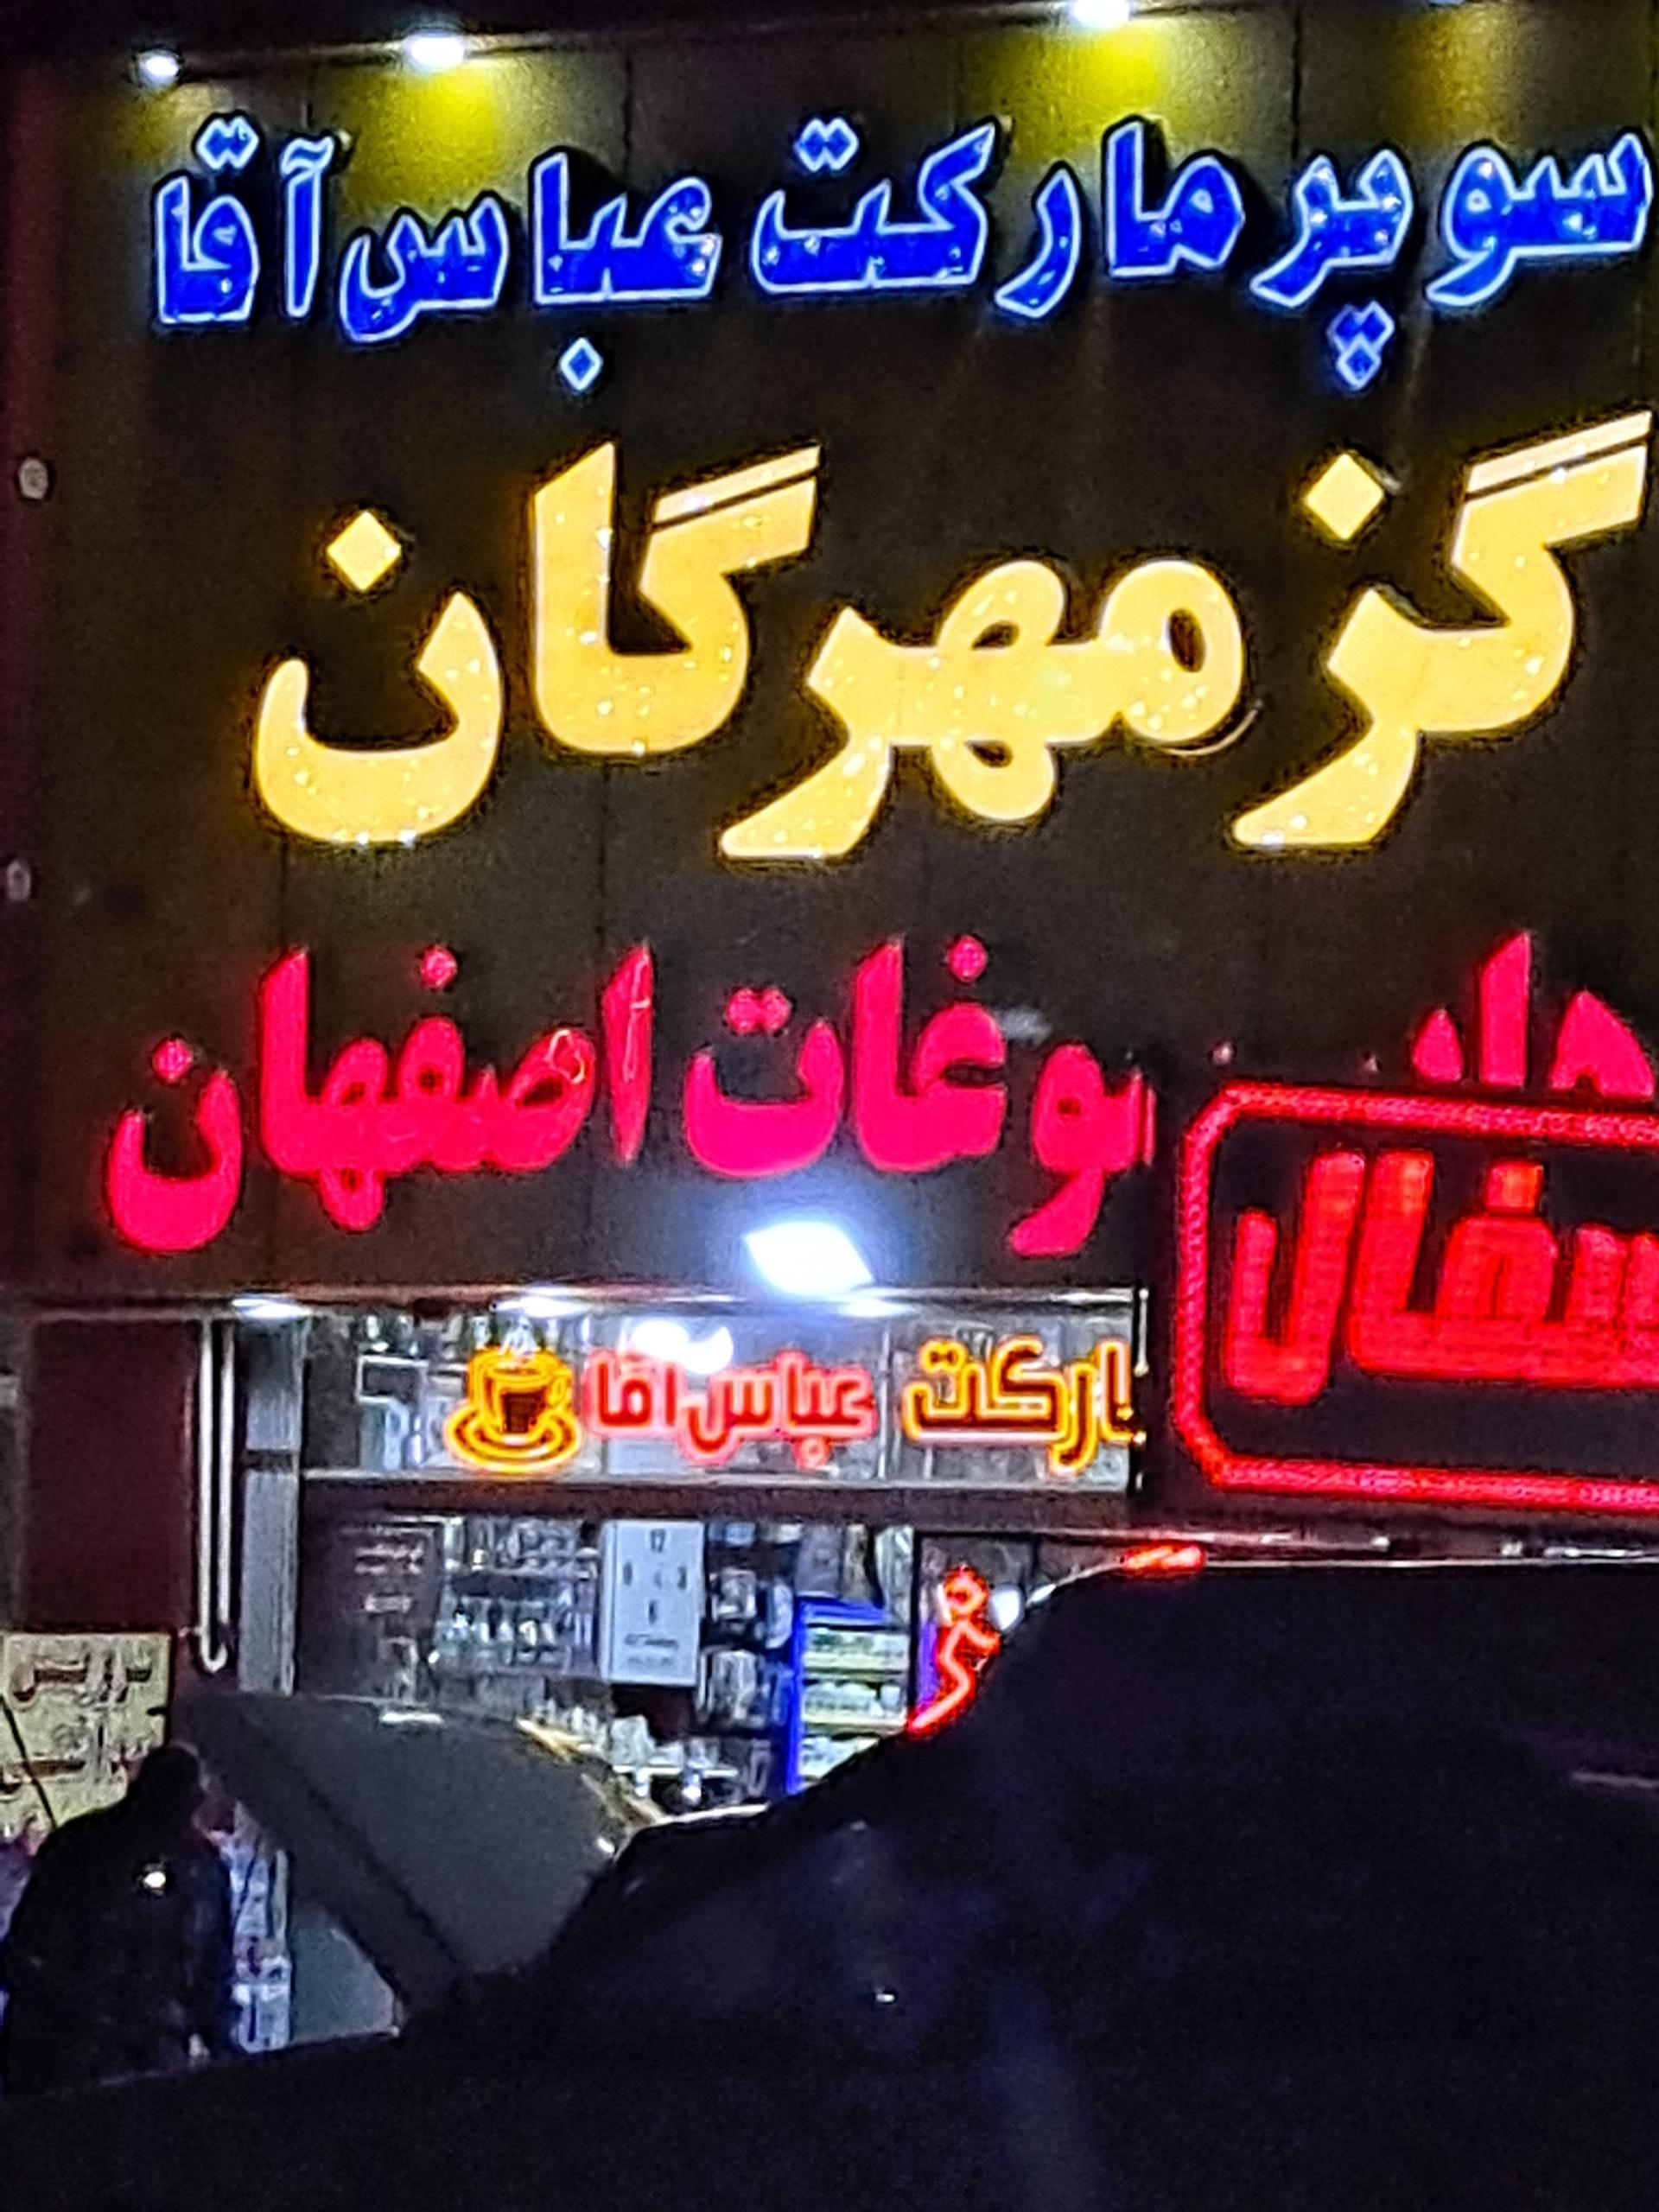 سوپر مارکت عباس آقا
گز مهرگان
سوغات اصفهان
سفال
مارکت عباس آقا